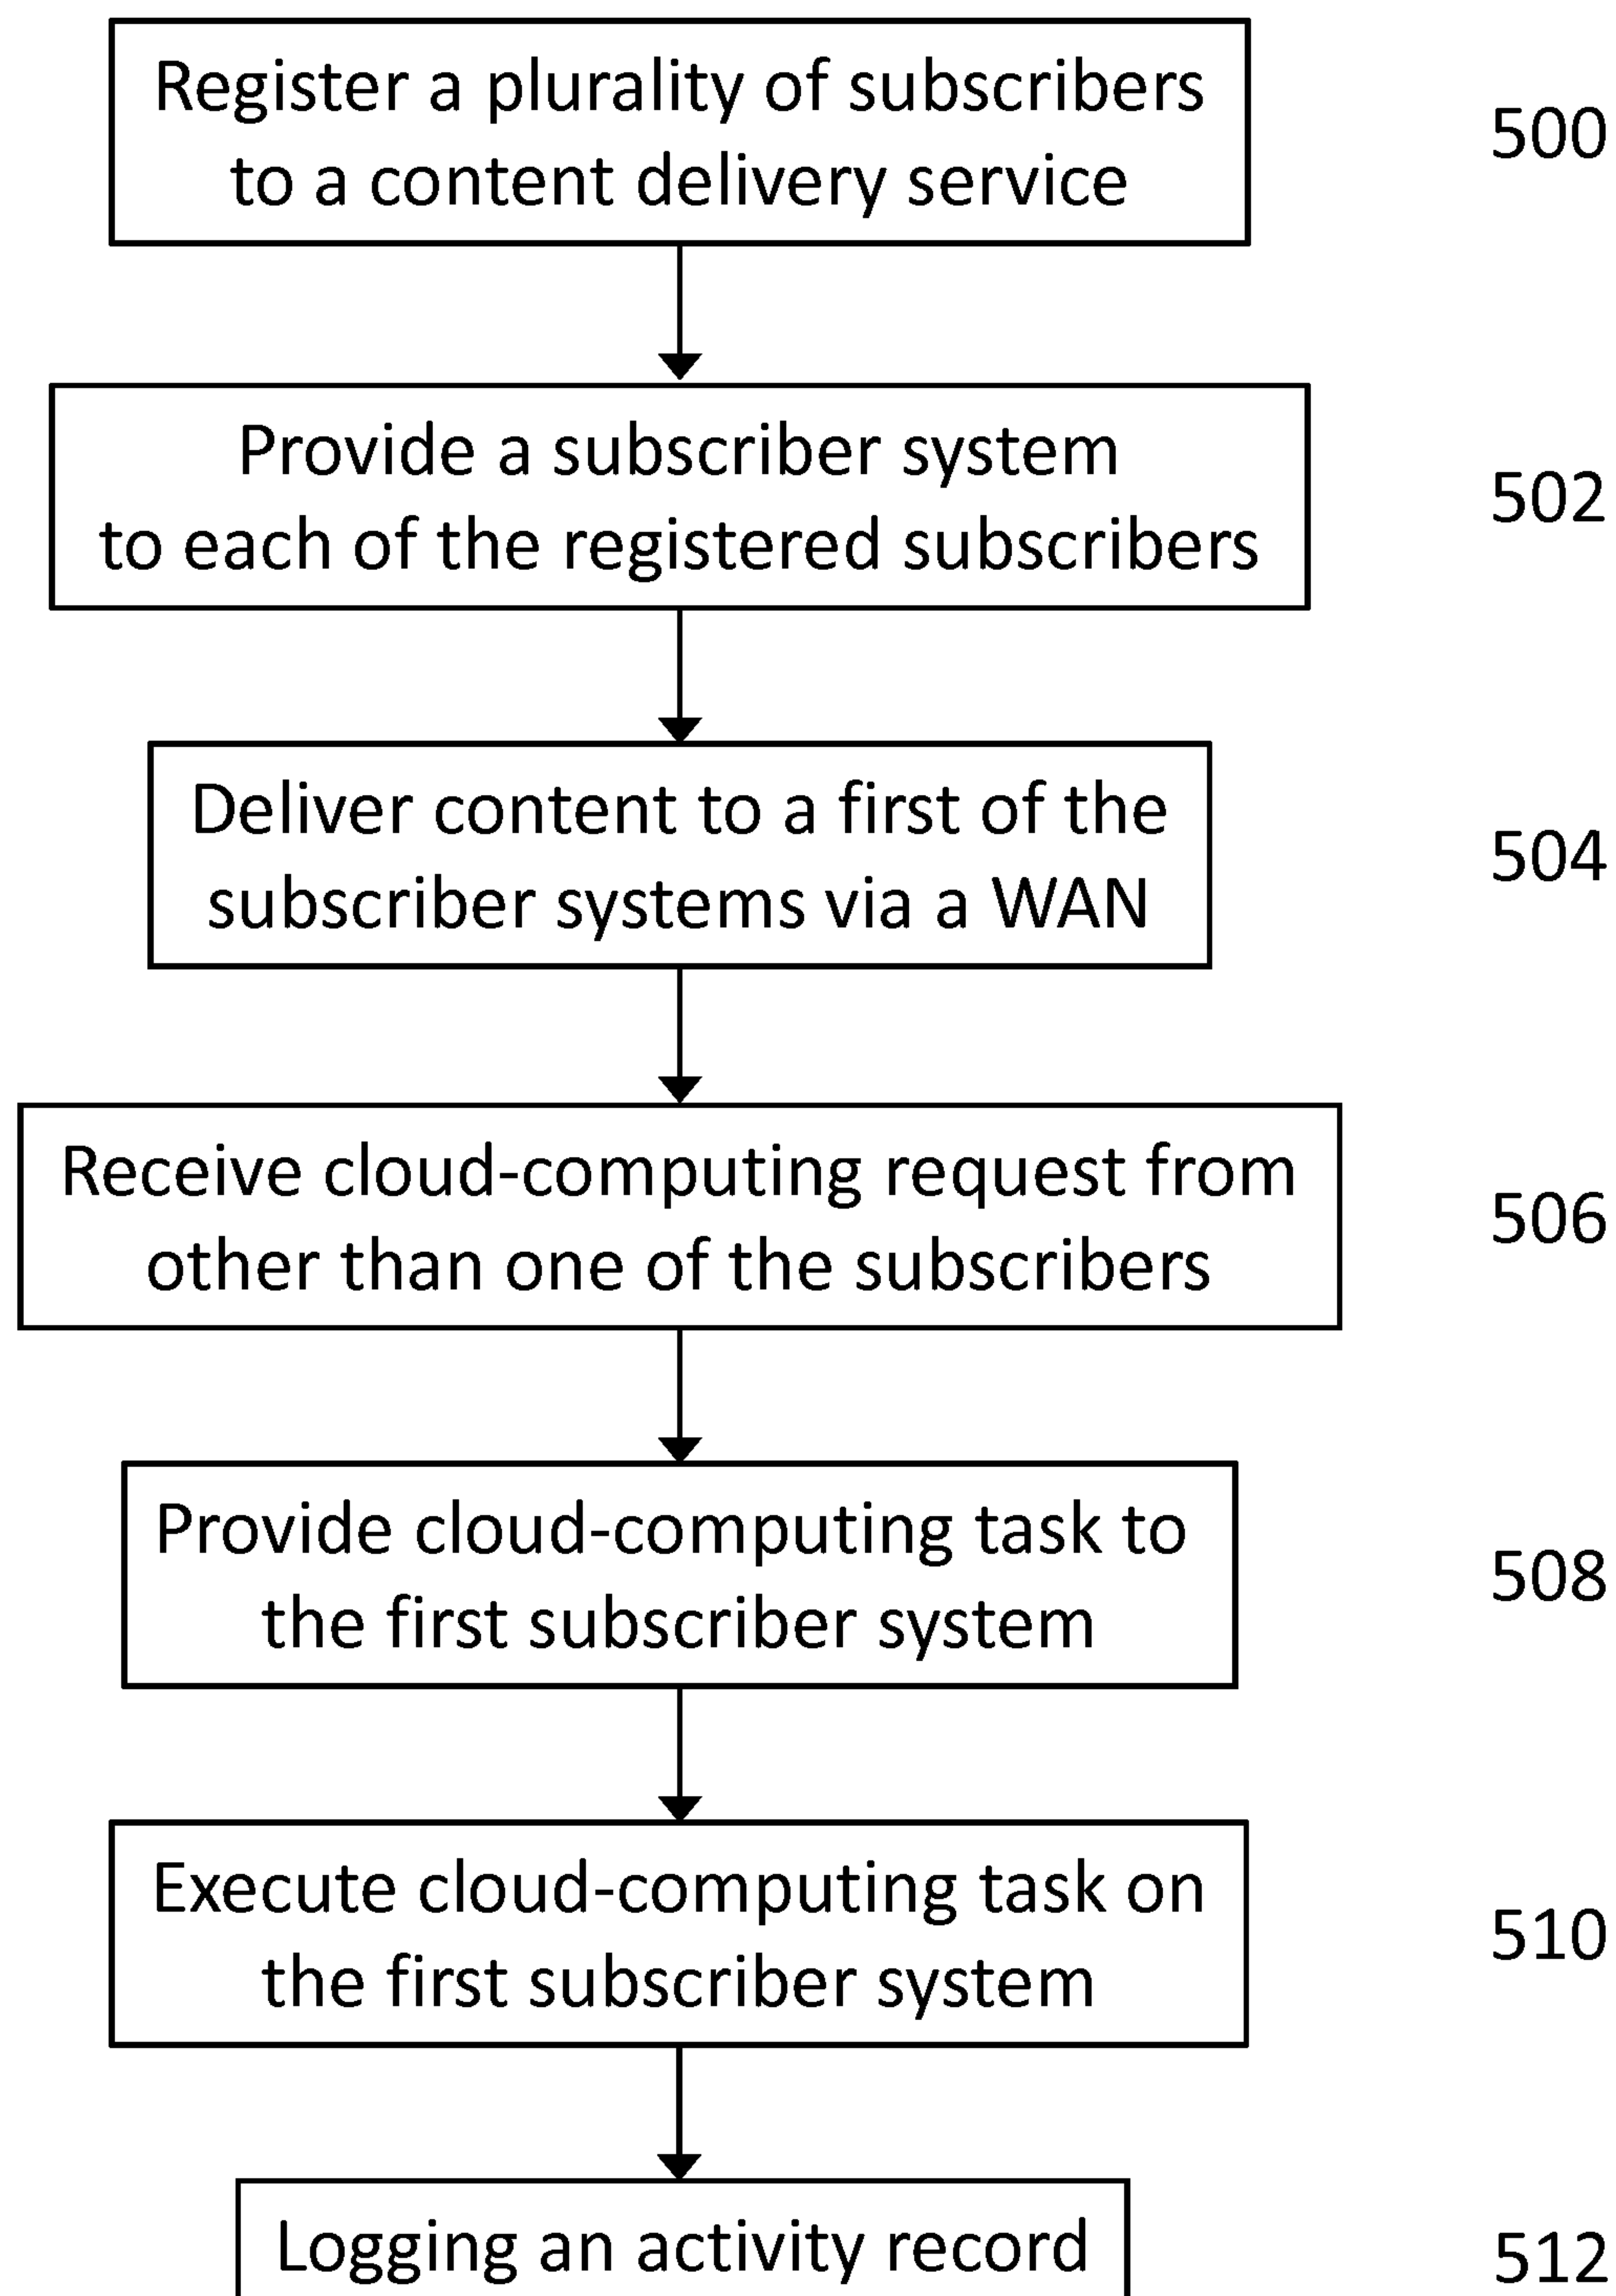 Register a plurality of subscribers
to a content delivery service
500
Provide a subscriber system
to each of the registered subscribers
502
Deliver content to a first of the
subscriber systems via a WAN
504
Receive cloud-computing request from
other than one of the subscribers
506
Provide cloud-computing task to
the first subscriber system
508
Execute cloud-computing task on
the first subscriber system
510
Logging an activity record
512